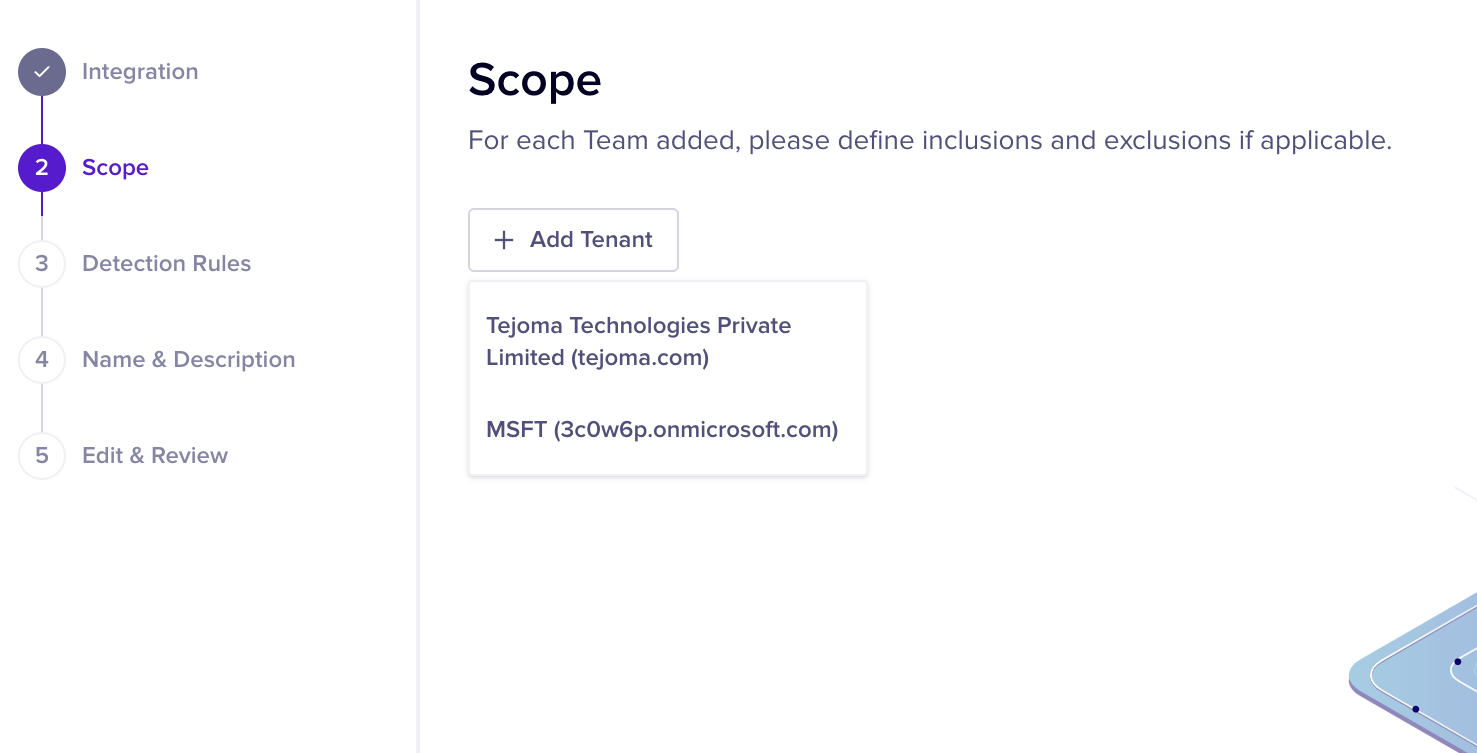 Integration
2 Scope
3 Detection Rules
4 Name & Description
5 Edit & Review
Scope
For each Team added, please define inclusions and exclusions if applicable.
+ Add Tenant
Tejoma Technologies Private
Limited (tejoma.com)
MSFT (3c0w6p.onmicrosoft.com)